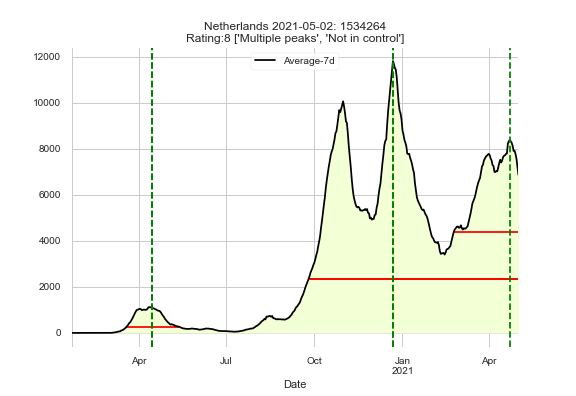 Netherlands 2021-05-02: 1534264
Rating:8 ['Multiple peaks', 'Not in control']
Average-7d
12000
10000
8000
6000
4000
2000
0
Apr Jul Oct Jan Apr
2021
Date